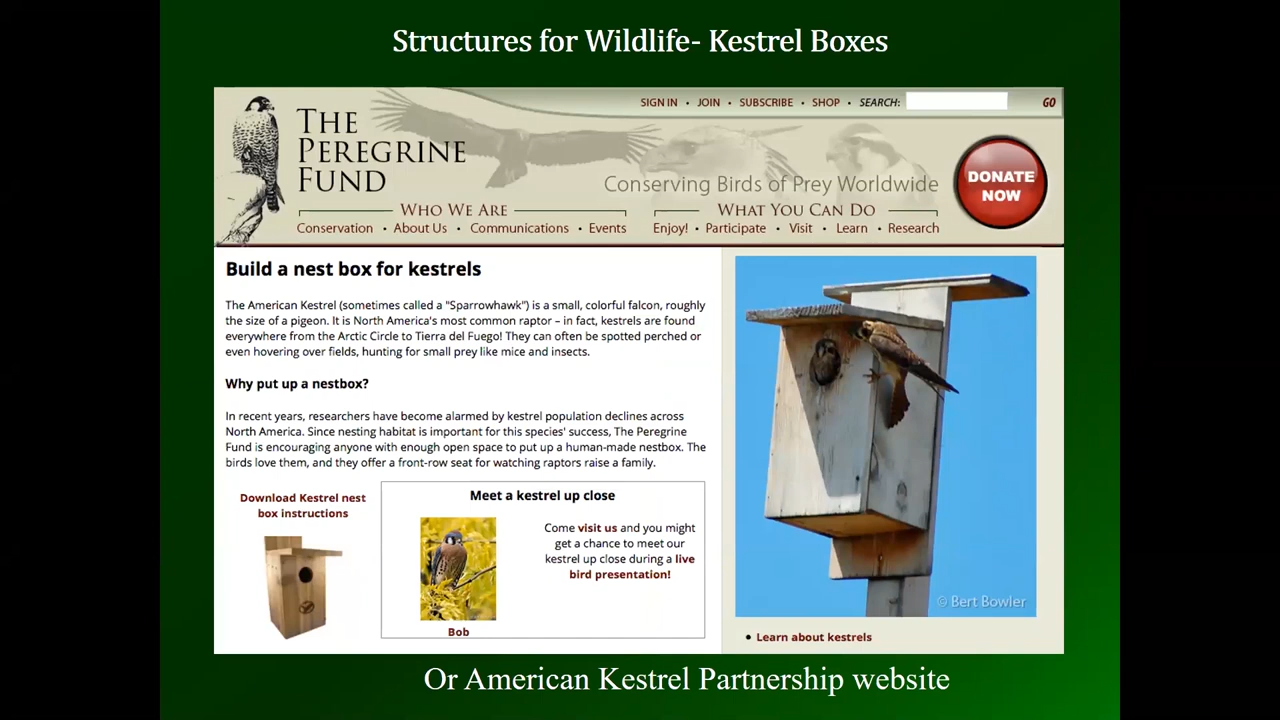 Structures for Wildlife- Kestrel Boxes
SIGN IN • JOIN • SUBSCRIBE • SHOP • SEARCH: GO
THE
PEREGRINE
FUND
Conserving Birds of Prey Worldwide
DONATE
NOW
WHO WE ARE
WHAT YOU CAN DO
Conservation • About Us • Communications • Events
Enjoy! • Participate • Visit • Learn • Research
Build a nest box for kestrels
The American Kestrel (sometimes called a "Sparrowhawk") is a small, colorful falcon, roughly
the size of a pigeon. It is North America's most common raptor – in fact, kestrels are found
everywhere from the Arctic Circle to Tierra del Fuego! They can often be spotted perched or
even hovering over fields, hunting for small prey like mice and insects.
Why put up a nestbox?
In recent years, researchers have become alarmed by kestrel population declines across
North America. Since nesting habitat is important for this species' success, The Peregrine
Fund is encouraging anyone with enough open space to put up a human-made nestbox. The
birds love them, and they offer a front-row seat for watching raptors raise a family.
Download Kestrel nest
box instructions
Meet a kestrel up close
Come visit us and you might
get a chance to meet our
kestrel up close during a live
bird presentation!
Bob
© Bert Bowler
• Learn about kestrels
Or American Kestrel Partnership website